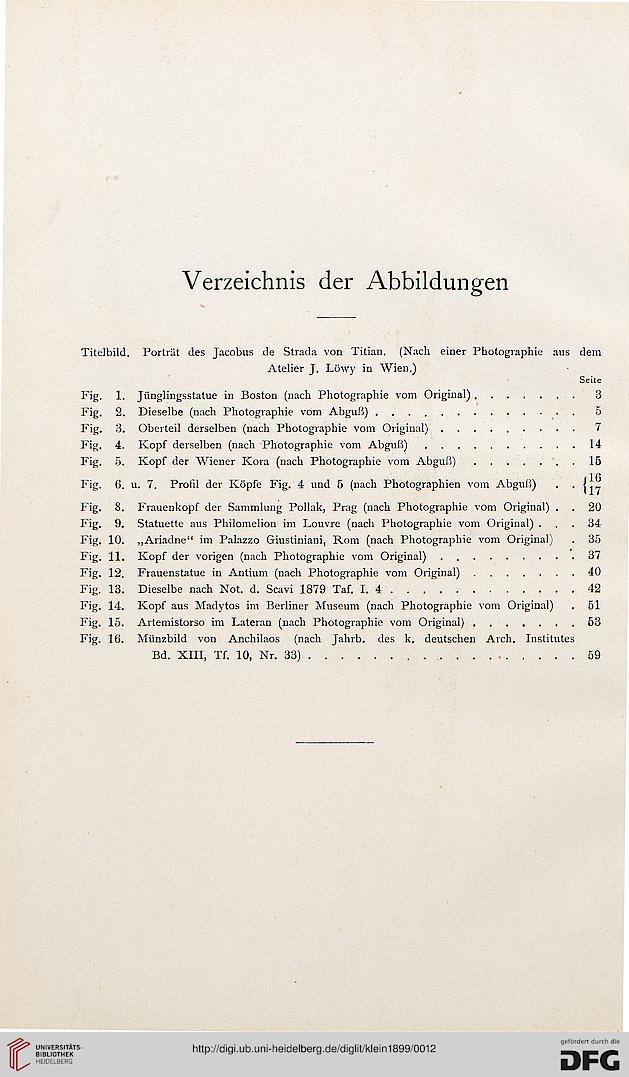 Verzeichnis der Abbildungen
Titelbild. Porträt des Jacobus de Strada von Titian. (Nach einer Photographie aus dem
Atelier J. Löwy in Wien.)
Seite
Fig. 1. Jünglingsstatue in Boston (nach Photographie vom Original) . . . . . . . 3
Fig. 2. Dieselbe (nach Photographie vom Abguß) . . . . . . . . . . . . . 5
Fig. 3. Oberteil derselben (nach Photographie vom Original) . . . . . . . . . 7
Fig. 4. Kopf derselben (nach Photographie vom Abguß) . . . . . . . . . . 14
Fig. 5. Kopf der Wiener Kora (nach Photographie vom Abguß) . . . . . . . 15
Fig. 6. u. 7. Profil der Köpfe Fig. 4 und 5 (nach Photographien vom Abguß) . . {16 17
Fig. 8. Frauenkopf der Sammlung Pollak, Prag (nach Photographie vom Original) . . 20
Fig. 9. Statuette aus Philomelion im Louvre (nach Photographie vom Original) . . . 34
Fig. 10. „Ariadne“ im Palazzo Giustiniani, Rom (nach Photographie vom Original) . 35
Fig. 11. Kopf der vorigen (nach Photographie vom Original) . . . . . . . . . 37
Fig. 12. Frauenstatue in Antium (nach Photographie vom Original) . . . . . . . 40
Fig. 13. Dieselbe nach Not. d. Scavi 1879 Taf. I. 4 . . . . . . . . . . . . 42
Fig. 14. Kopf aus Madytos im Berliner Museum (nach Photographie vom Original) . 51
Fig. 15. Artemistorso im Lateran (nach Photographie vom Original) . . . . . . . 53
Fig. 16. Münzbild von Anchilaos (nach Jahrb. des k. deutschen Arch. Institutes
Bd. XIII, Tf. 10, Nr. 33) . . . . . . . . . . . . . . . . . 59
UNIVERSITÄTS-
BIBLIOTHEK
HEIDELBERG
http://digi.ub.uni-heidelberg.de/diglit/klein1899/0012
gefördert durch die
DFG